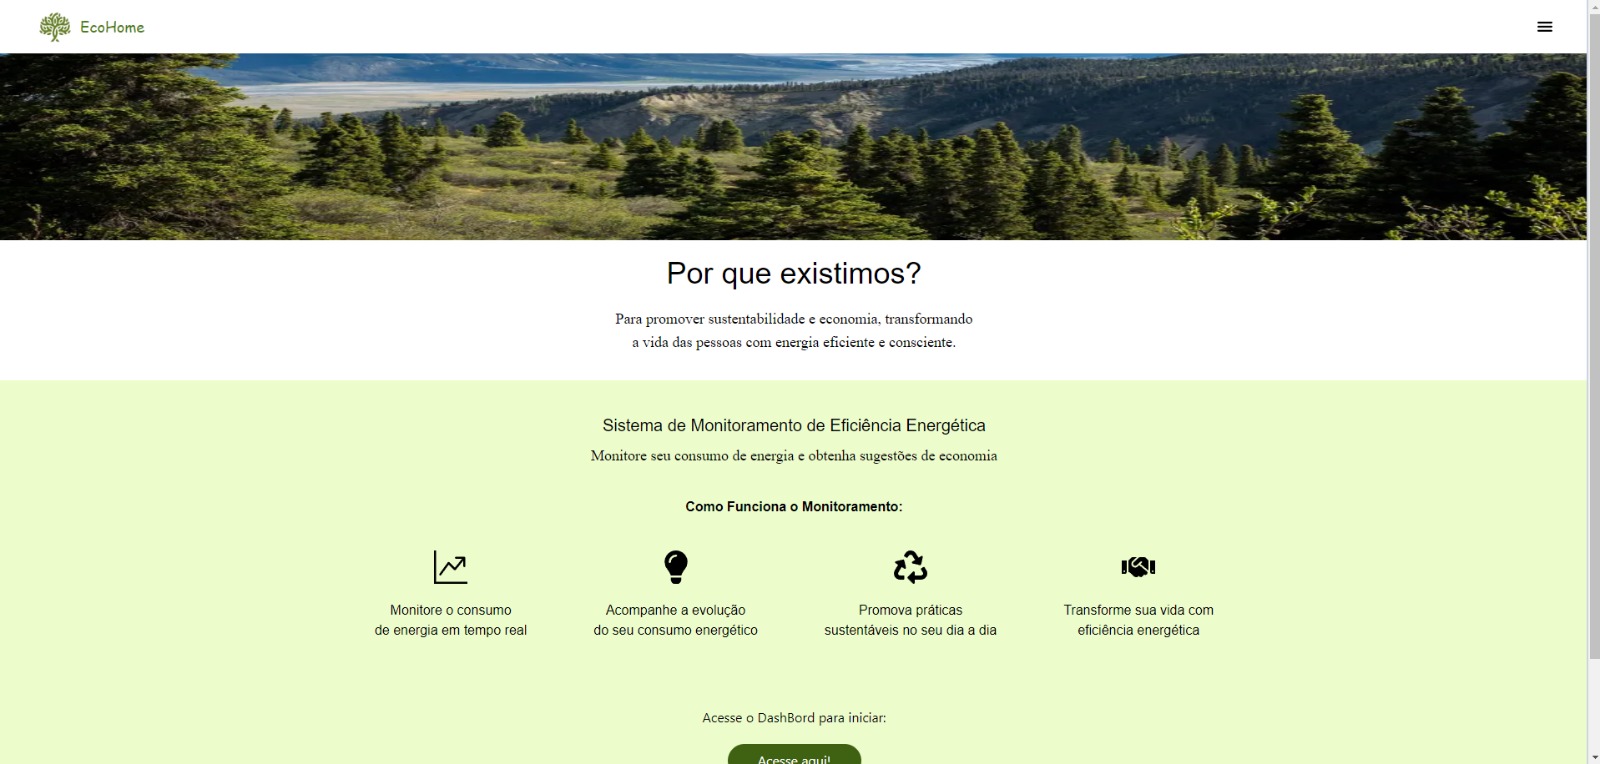 EcoHome
Por que existimos?
Para promover sustentabilidade e economia, transformando
a vida das pessoas com energia eficiente e consciente.
Sistema de Monitoramento de Eficiência Energética
Monitore seu consumo de energia e obtenha sugestões de economia
Como Funciona o Monitoramento:
Monitore o consumo
de energia em tempo real
Acompanhe a evolução
do seu consumo energético
Promova práticas
sustentáveis no seu dia a dia
Transforme sua vida com
eficiência energética
Acesse o DashBord para iniciar:
Acesse aqui!